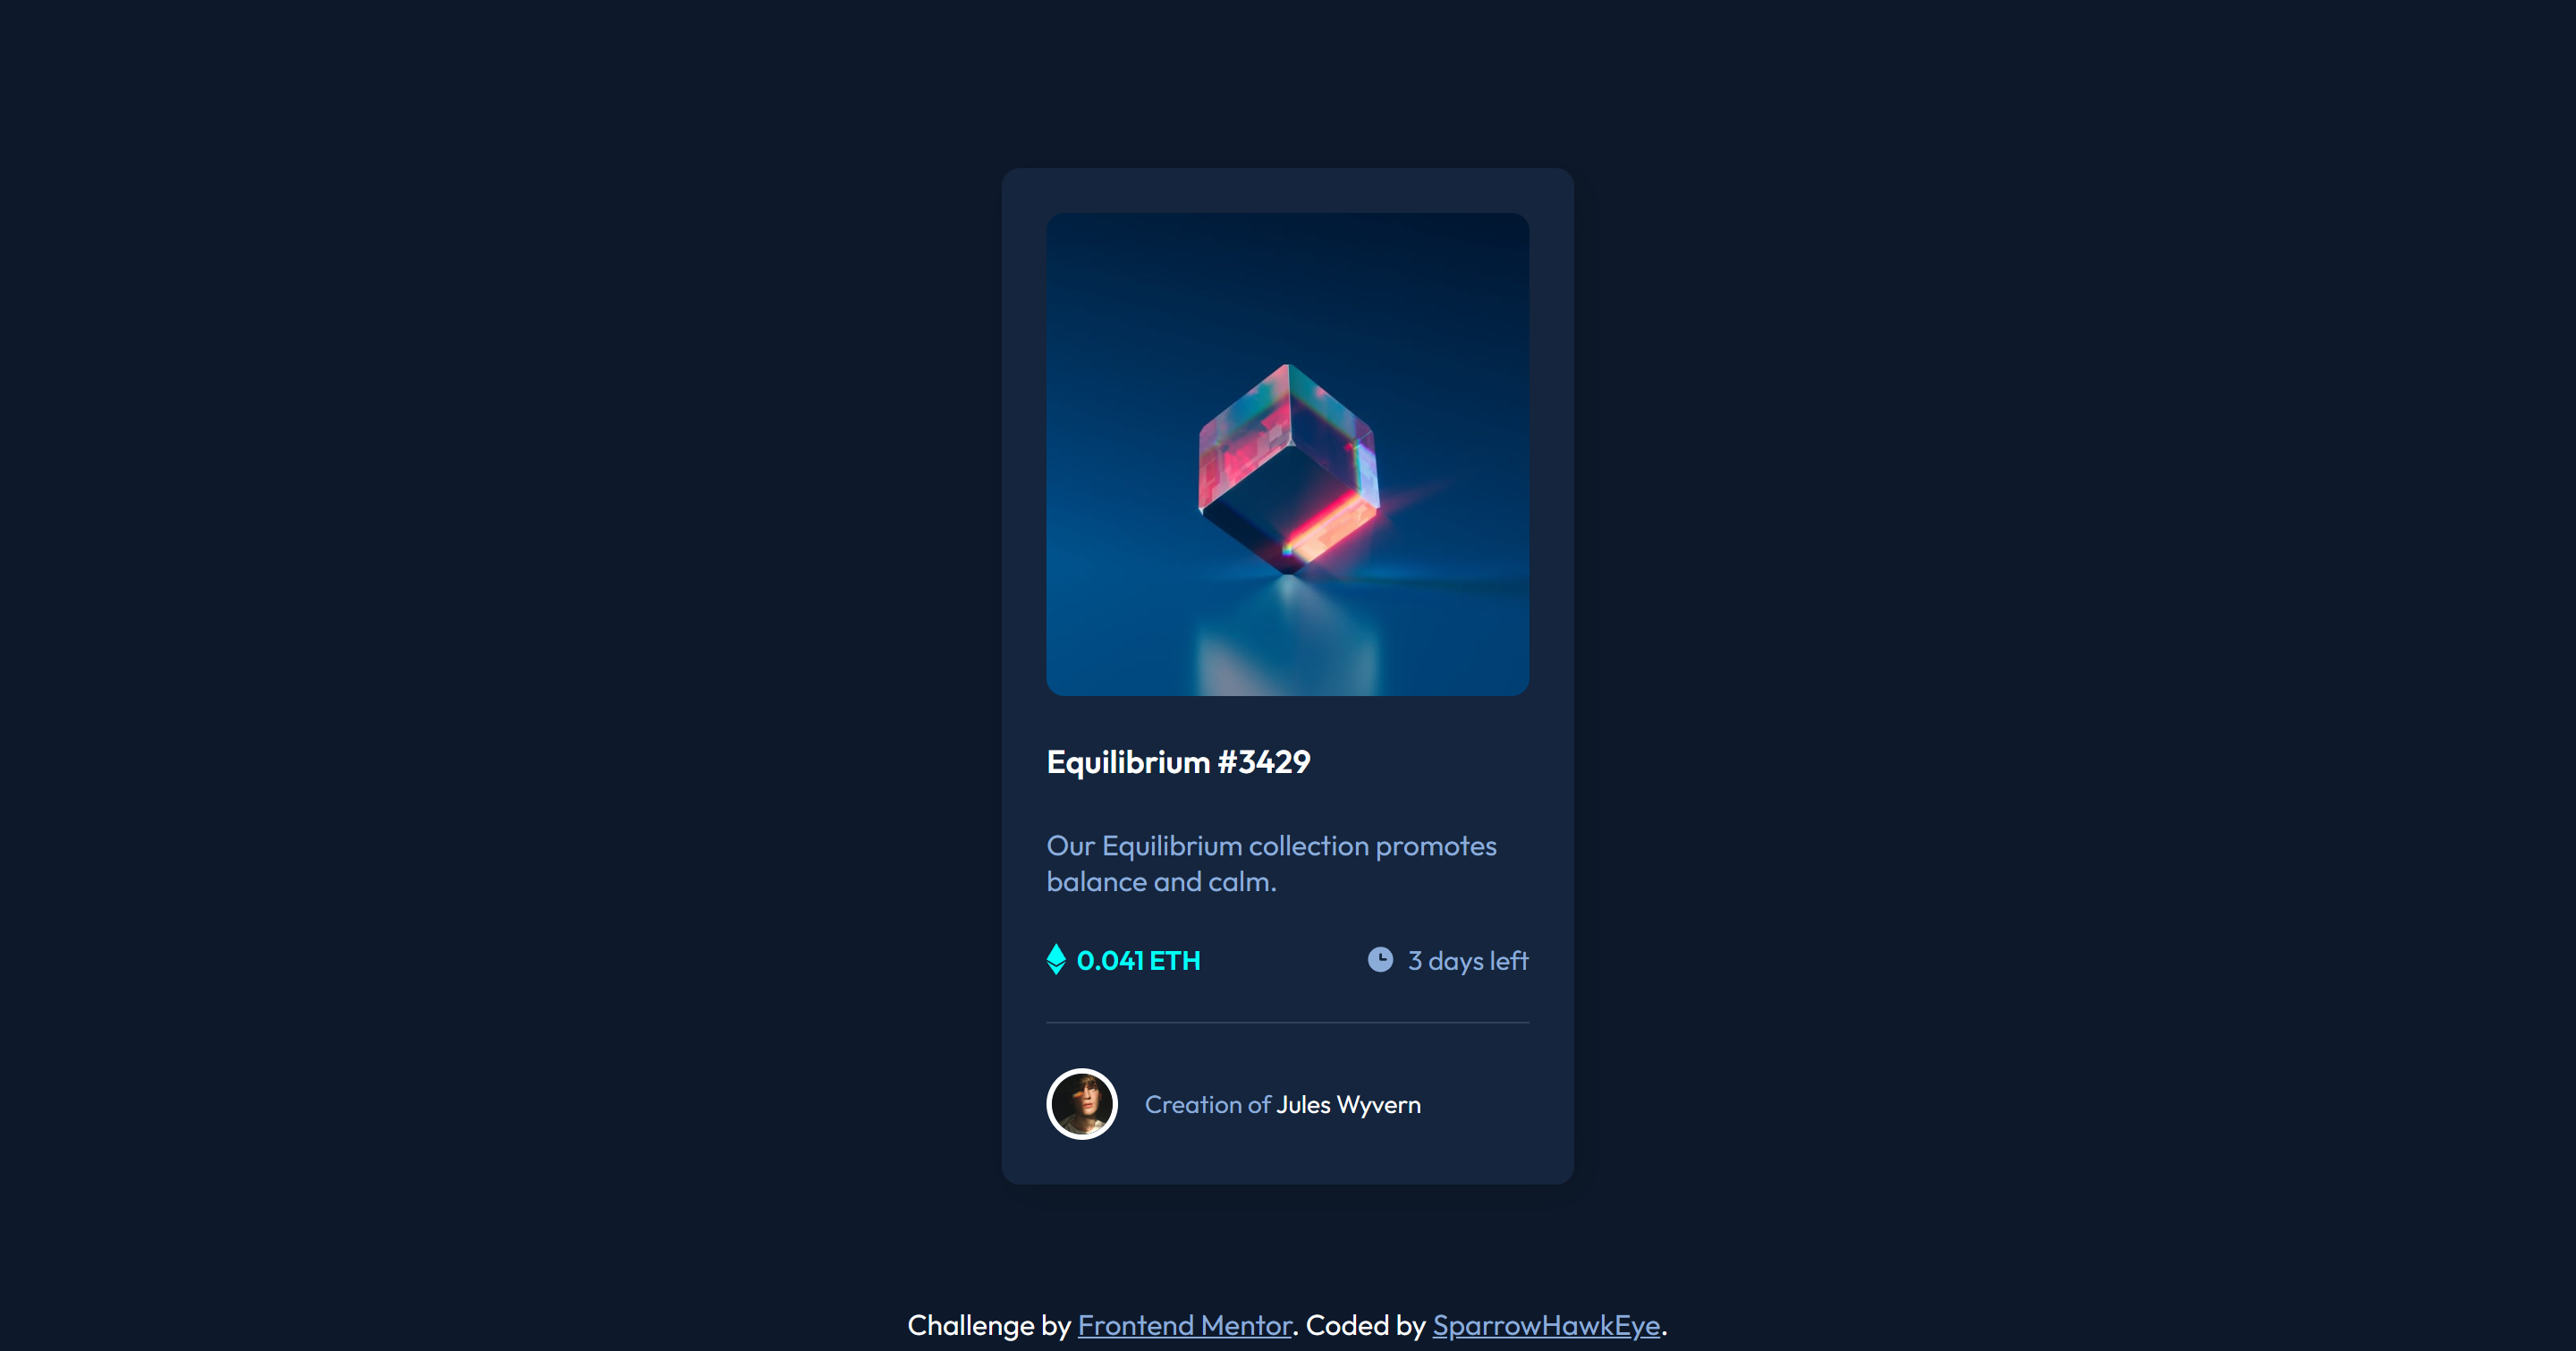 Equilibrium #3429
Our Equilibrium collection promotes
balance and calm.
0.041 ETH
3 days left
Creation of Jules Wyvern
Challenge by Frontend Mentor. Coded by SparrowHawkEye.